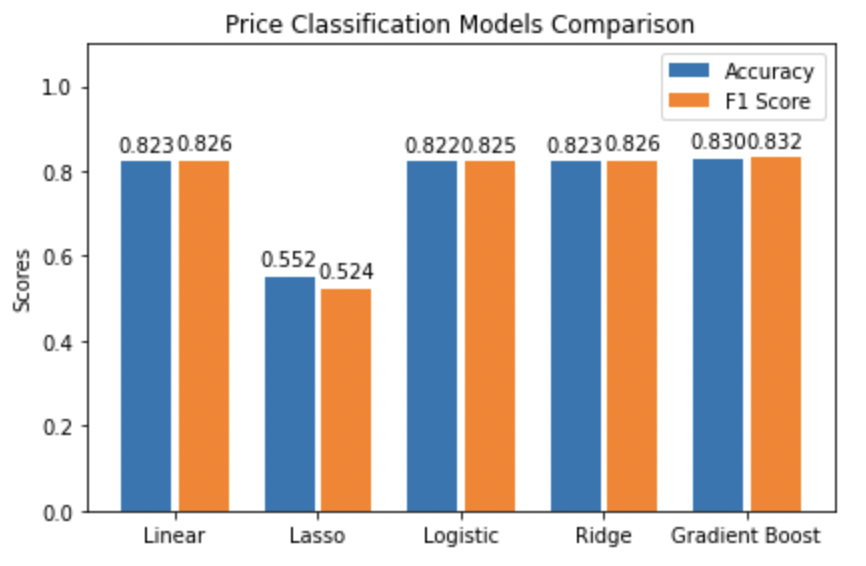 Price Classification Models Comparison
Accuracy
F1 Score
Scores
1.0
0.8
0.6
0.4
0.2
0.0
0.823 0.826
0.552 0.524
0.822 0.825
0.823 0.826
0.830 0.832
Linear Lasso Logistic Ridge Gradient Boost